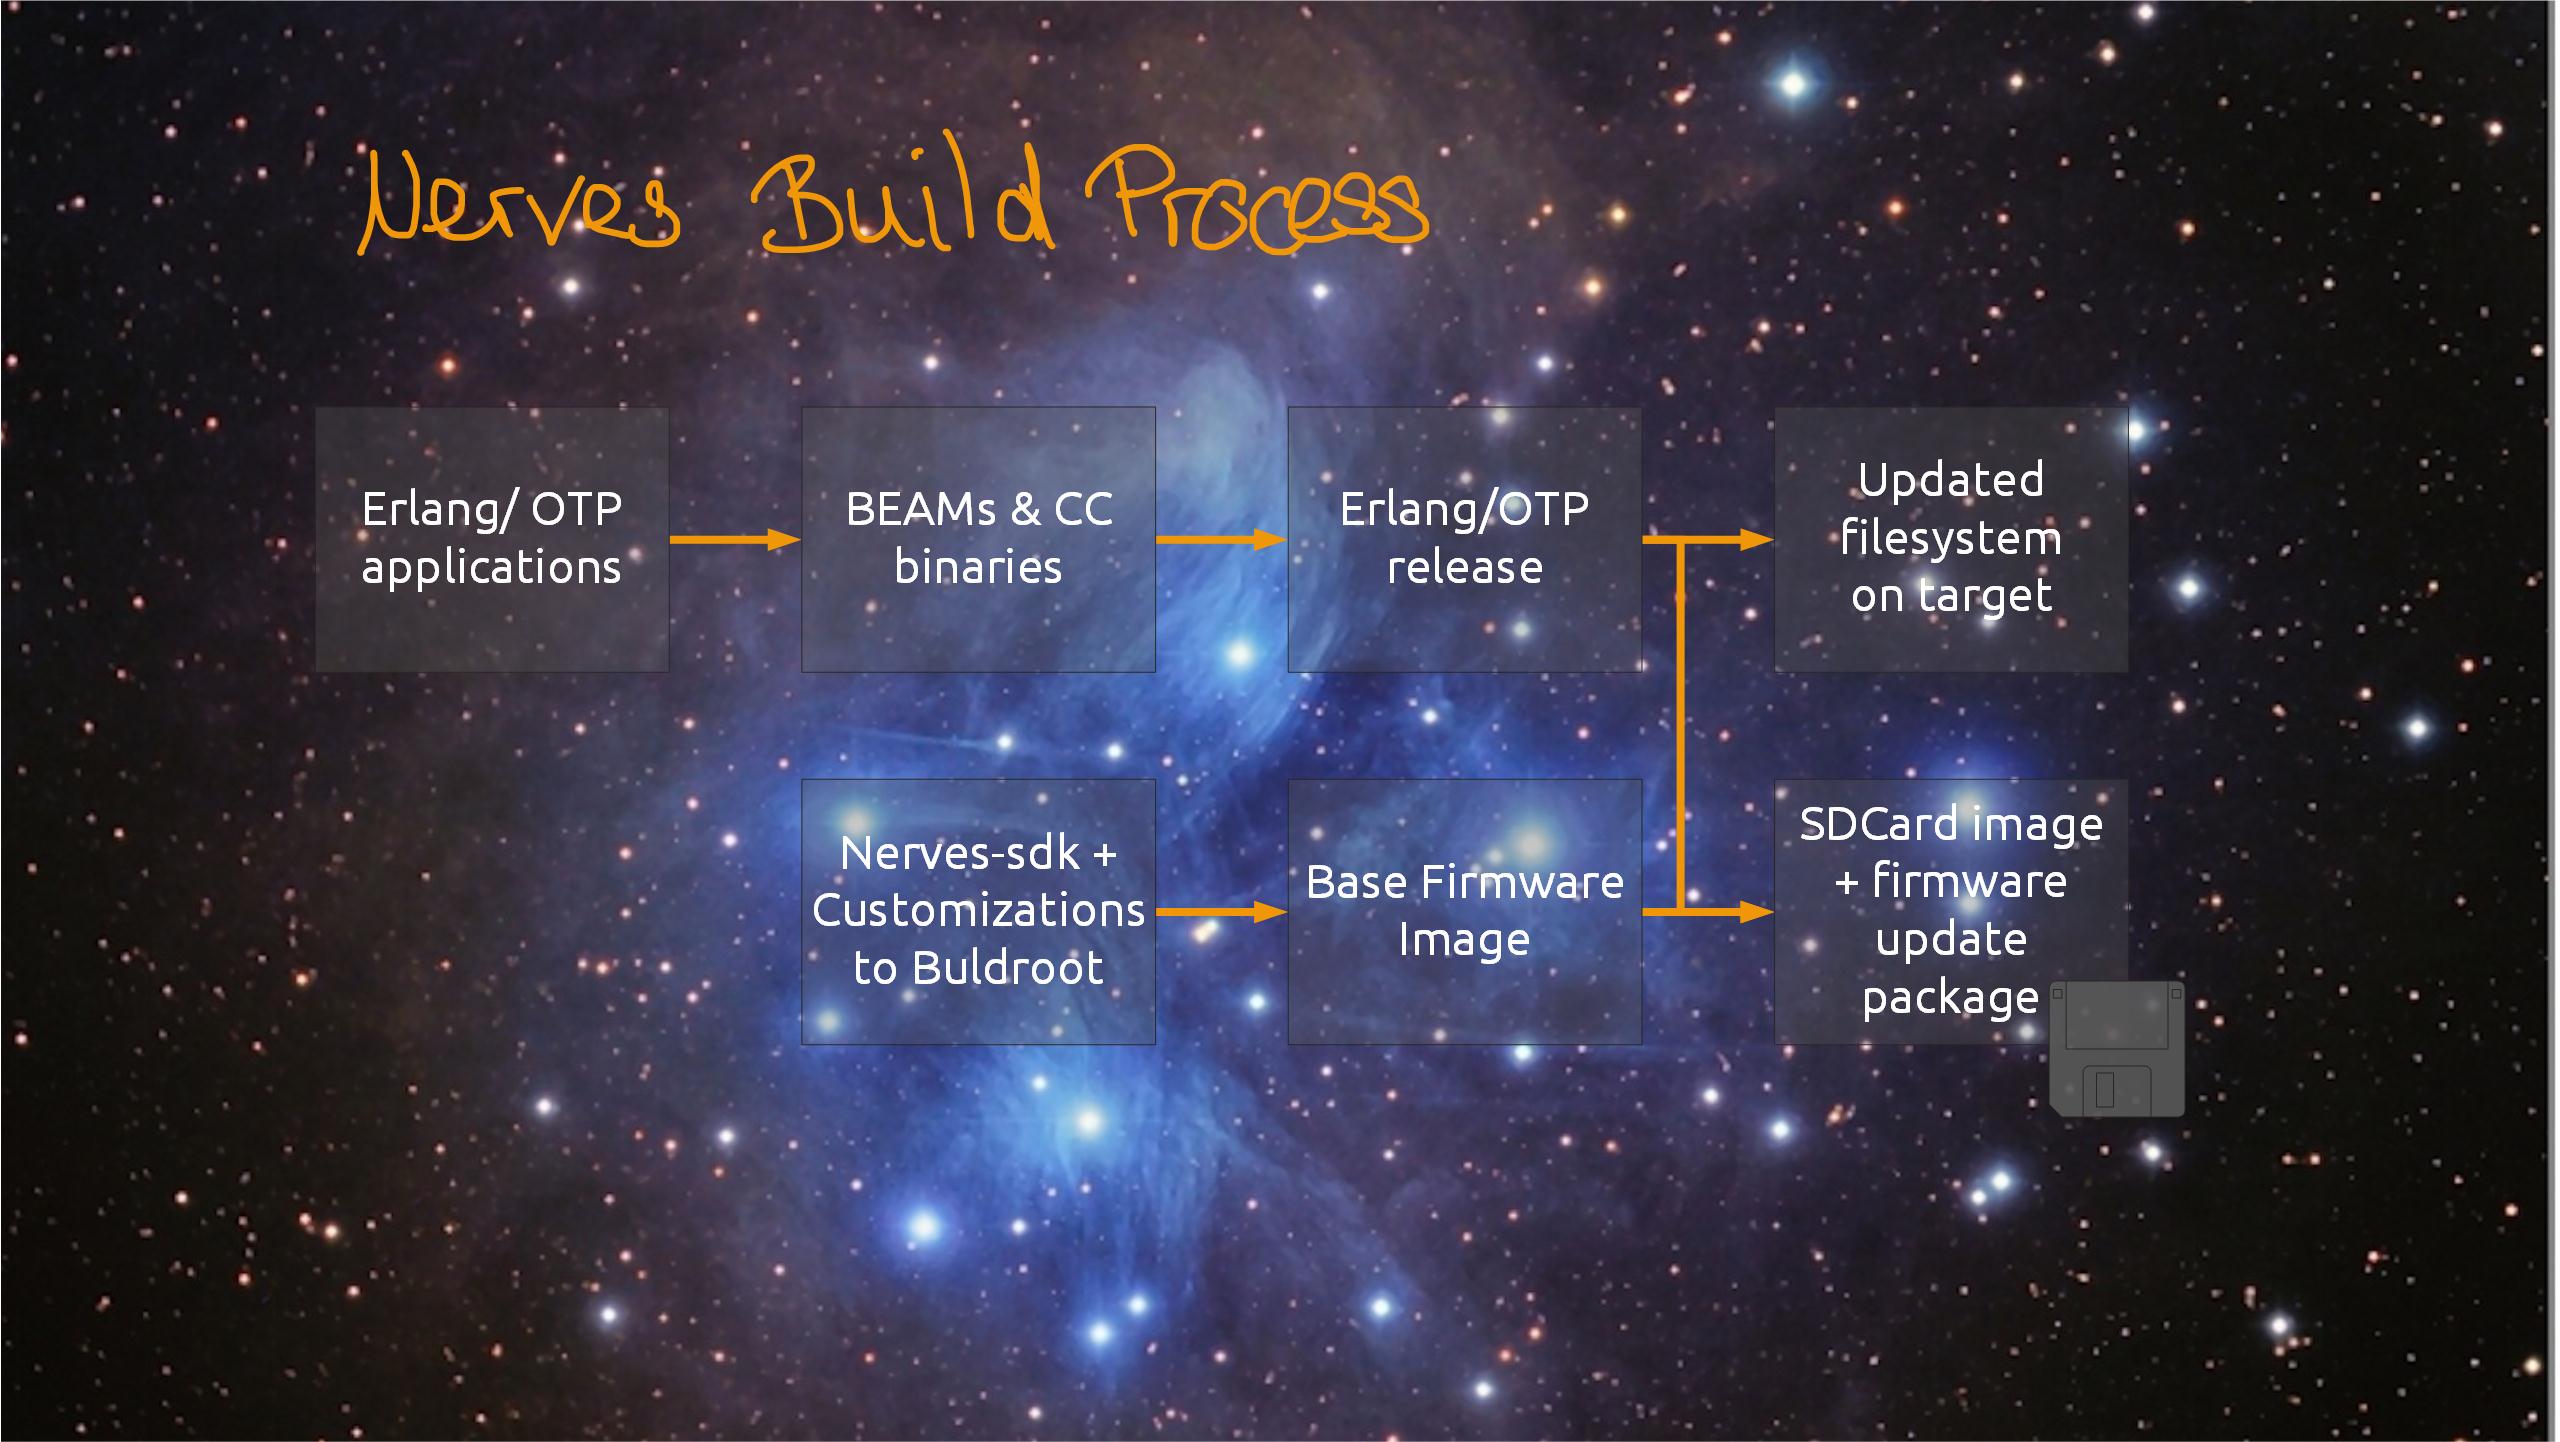 Nerves Build Process
Erlang/ OTP
applications
BEAMs & CC
binaries
Erlang/OTP
release
Updated
filesystem
on target
Nerves-sdk +
Customizations
to Buldroot
Base Firmware
Image
SDCard image
+ firmware
update
package